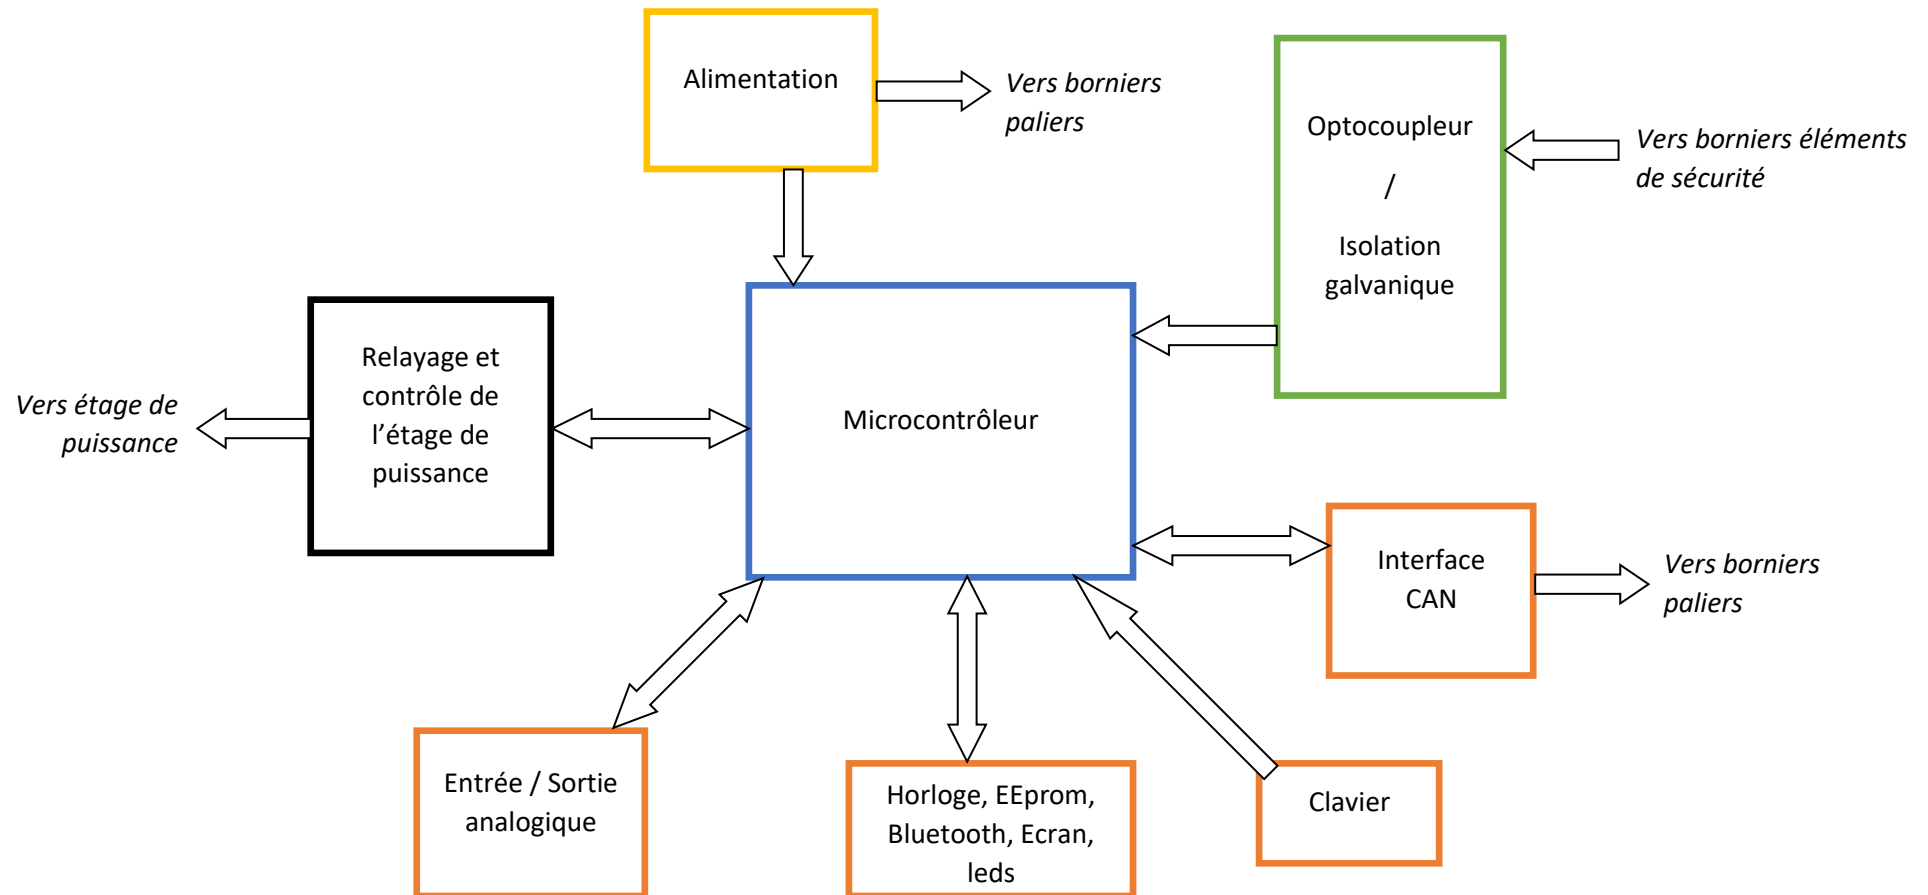 Alimentation
Vers borniers
paliers
Optocoupleur
/
Isolation
galvanique
Vers borniers éléments
de sécurité
Relayage et
contrôle de
l’étage de
puissance
Vers étage de
puissance
Microcontrôleur
Interface
CAN
Vers borniers
paliers
Entrée / Sortie
analogique
Horloge, EEprom,
Bluetooth, Ecran,
leds
Clavier